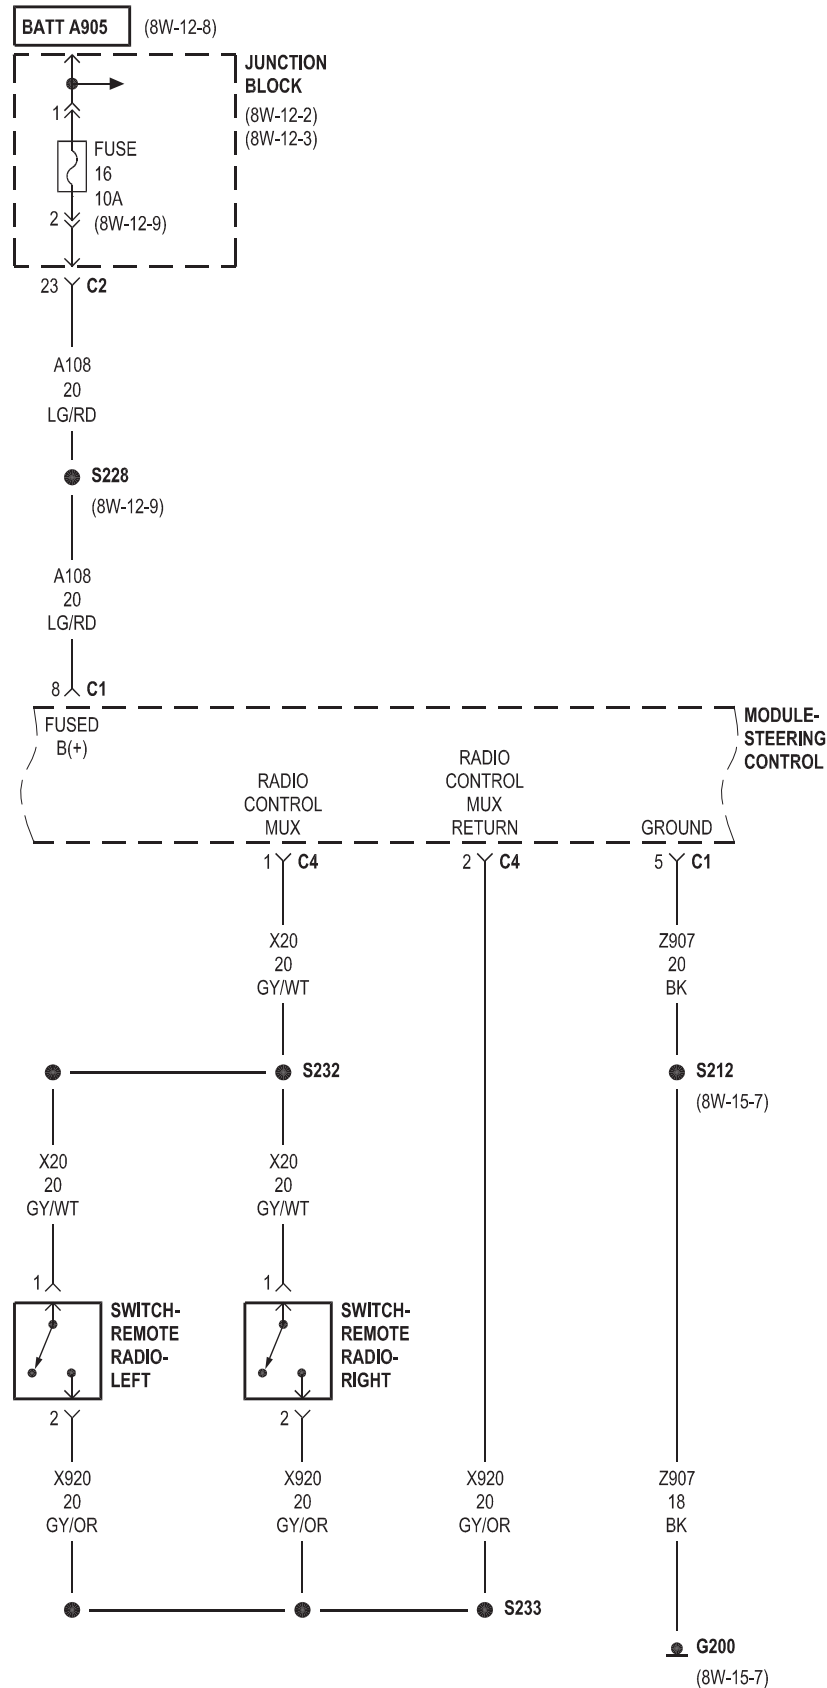 BATT A905 (8W-12-8)
JUNCTION
BLOCK
(8W-12-2)
(8W-12-3)
1
FUSE
16
10A
2 (8W-12-9)
23 C2
A108
20
LG/RD
S228
(8W-12-9)
A108
20
LG/RD
8 C1
FUSED
B(+)
RADIO
CONTROL
MUX
RADIO
CONTROL
MUX
RETURN
GROUND
MODULE-
STEERING
CONTROL
1 C4
2 C4
5 C1
X20
20
GY/WT
Z907
20
BK
S232
S212
(8W-15-7)
X20
20
GY/WT
X20
20
GY/WT
1
SWITCH-
REMOTE
RADIO-
LEFT
2
1
SWITCH-
REMOTE
RADIO-
RIGHT
2
X920
20
GY/OR
X920
20
GY/OR
X920
20
GY/OR
Z907
18
BK
S233
G200
(8W-15-7)